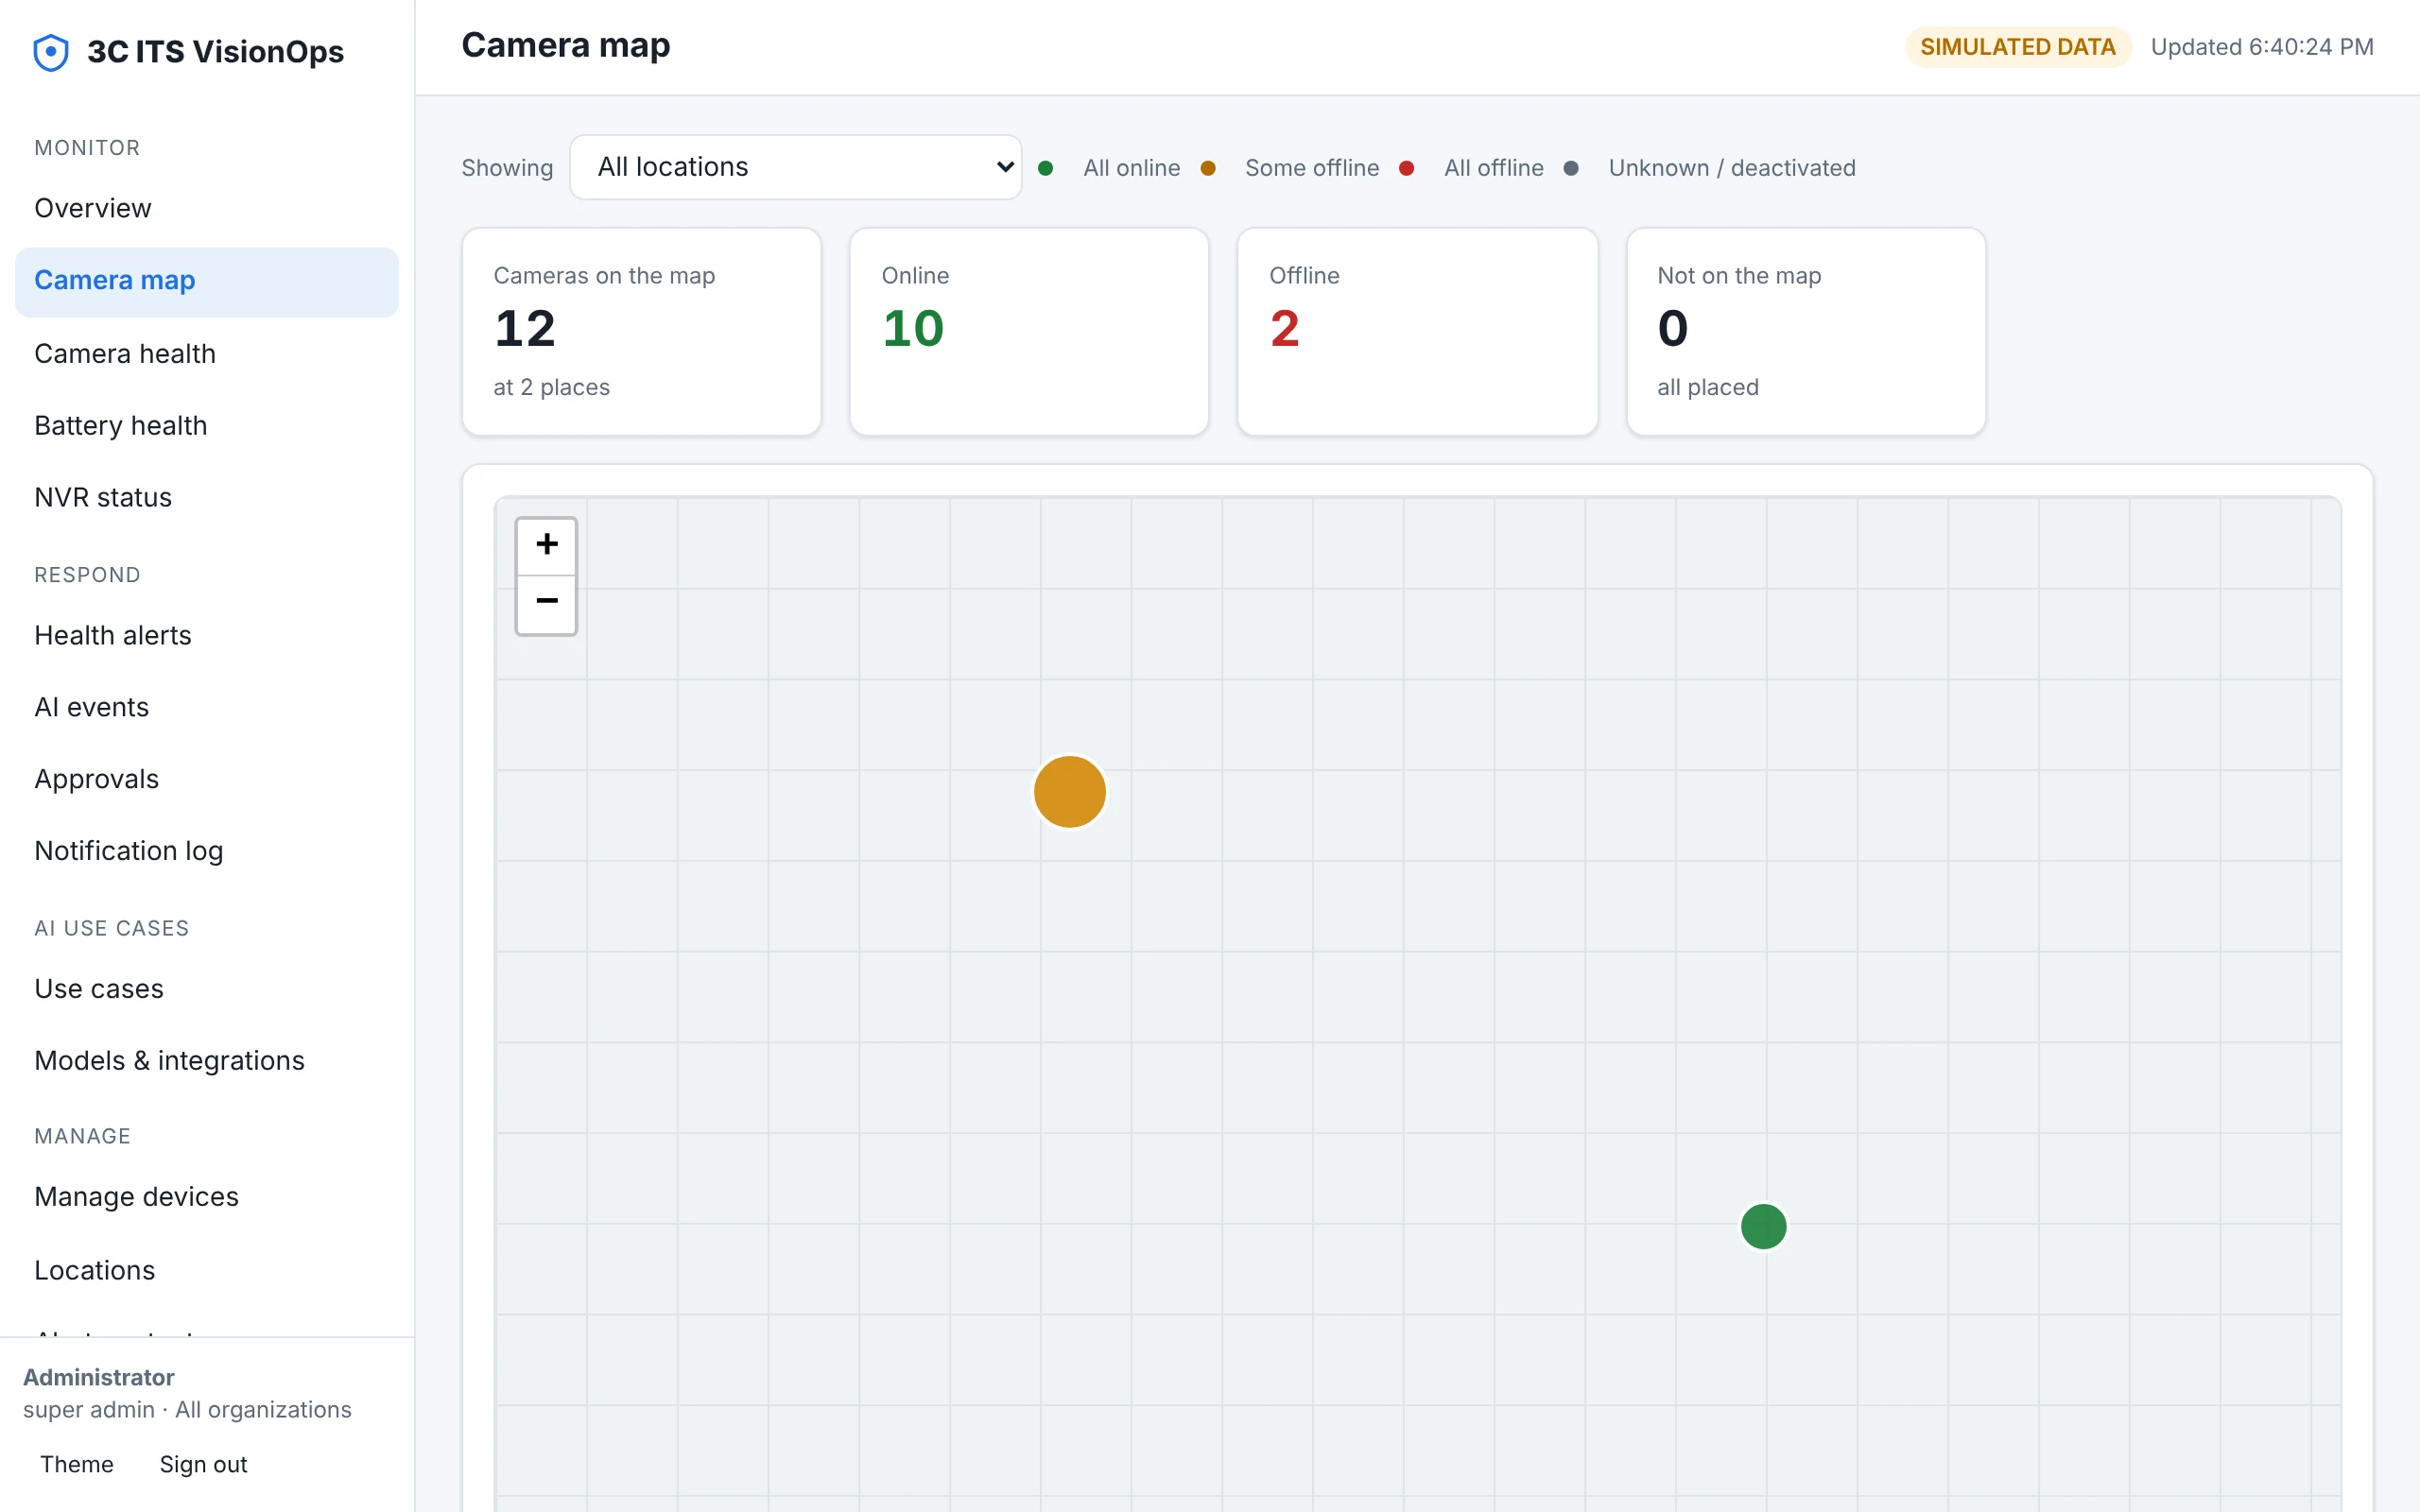 3C ITS VisionOps
MONITOR
Overview
Camera map
Camera health
Battery health
NVR status
RESPOND
Health alerts
AI events
Approvals
Notification log
AI USE CASES
Use cases
Models & integrations
MANAGE
Manage devices
Locations
Administrator
super admin · All organizations
Theme Sign out
Camera map
SIMULATED DATA Updated 6:40:24 PM
Showing All locations All online Some offline All offline Unknown / deactivated
Cameras on the map
12
at 2 places
Online
10
Offline
2
Not on the map
0
all placed
+
−